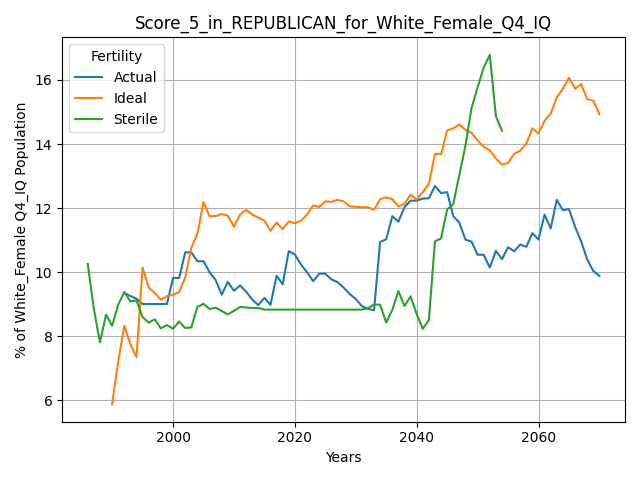 Score_5_in_REPUBLICAN_for_White_Female_Q4_IQ
Fertility
Actual
Ideal
Sterile
% of White_Female Q4_IQ Population
16
14
12
10
8
6
2000 2020 2040 2060
Years